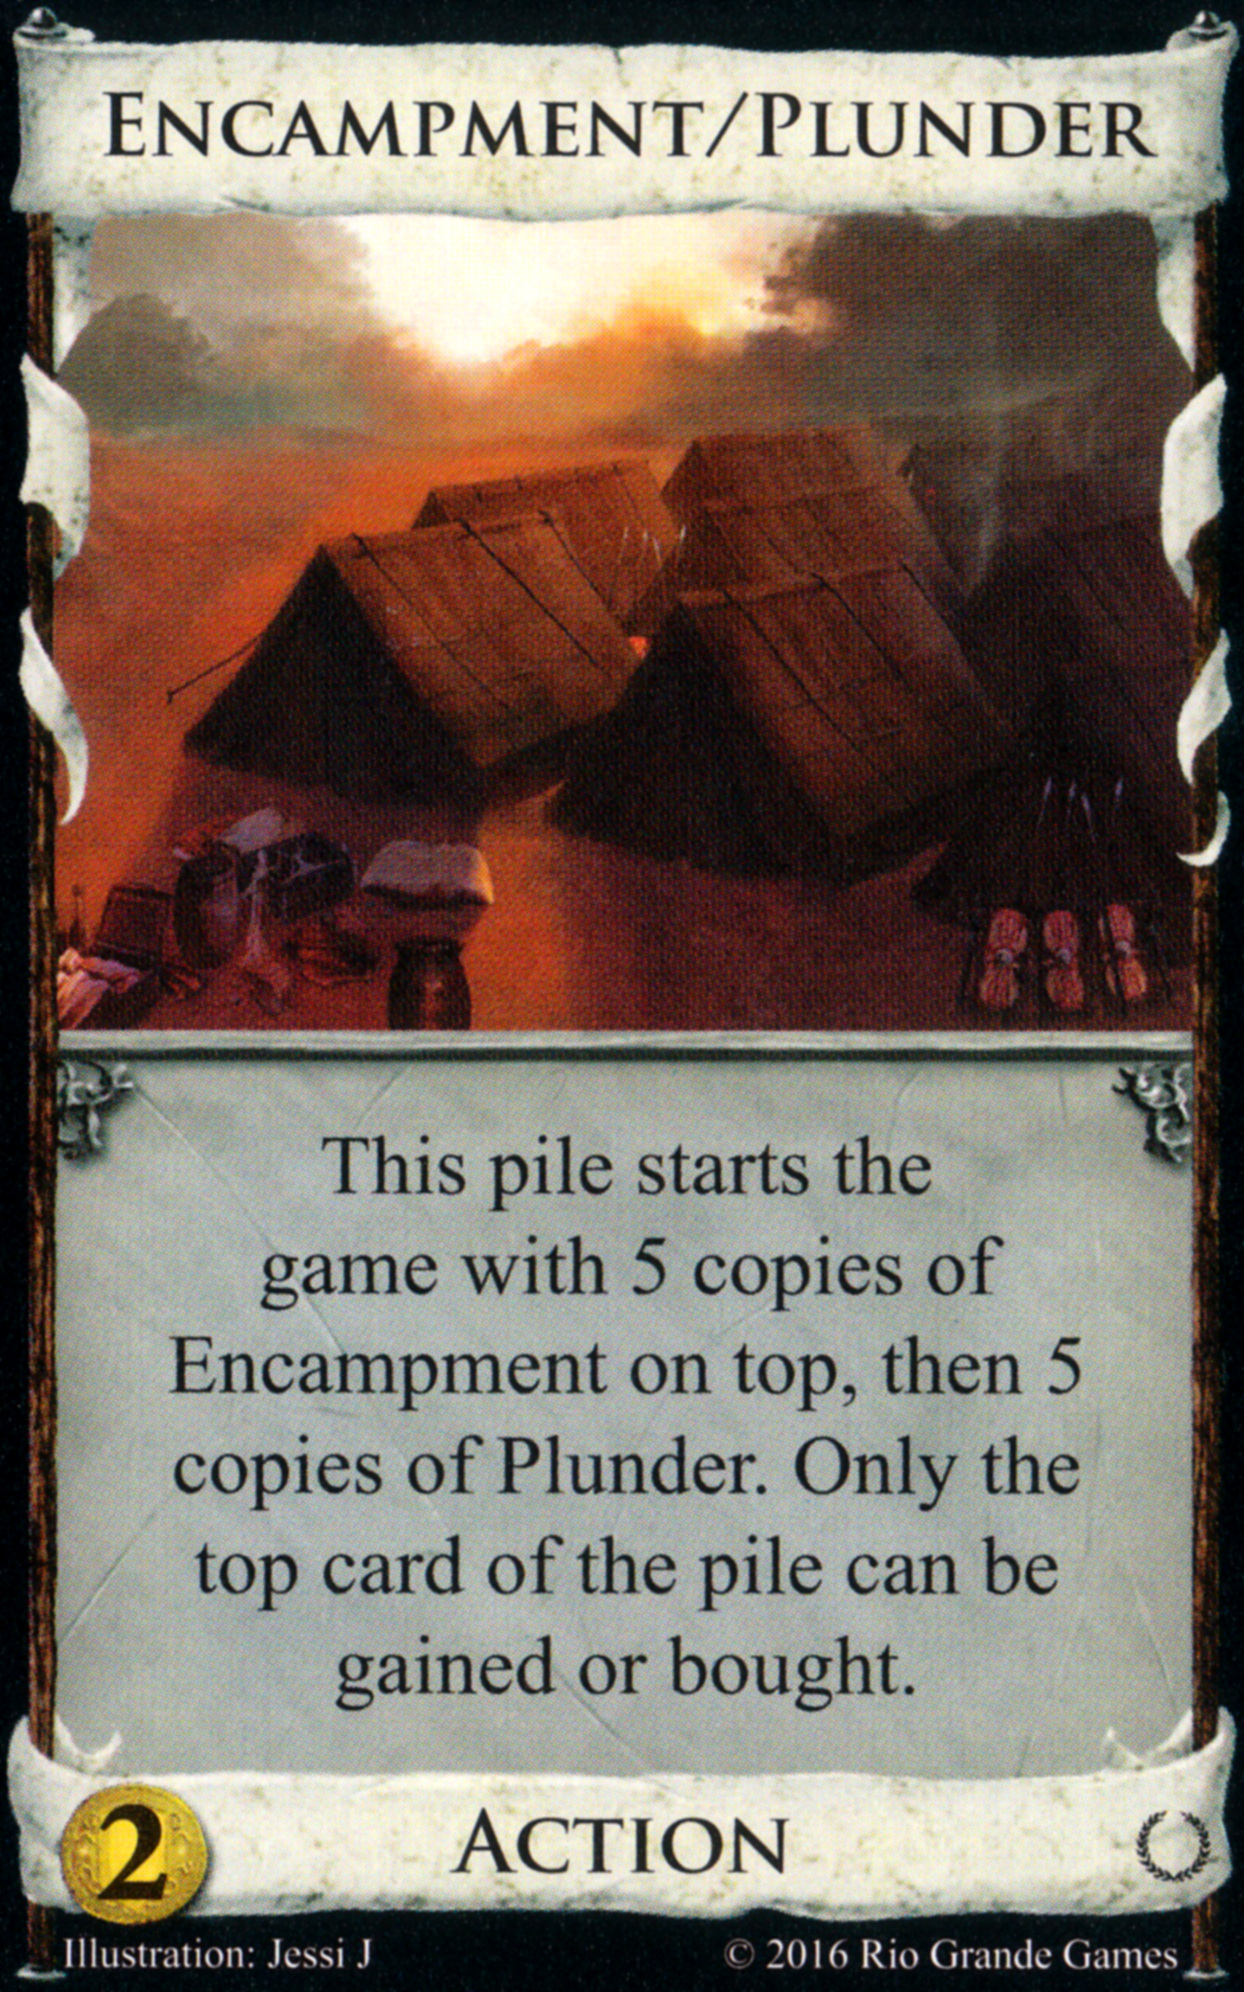 ENCAMPMENT/PLUNDER
This pile starts the
game with 5 copies of
Encampment on top, then 5
copies of Plunder. Only the
top card of the pile can be
gained or bought.
2
ACTION
Illustration: Jessi J
© 2016 Rio Grande Games